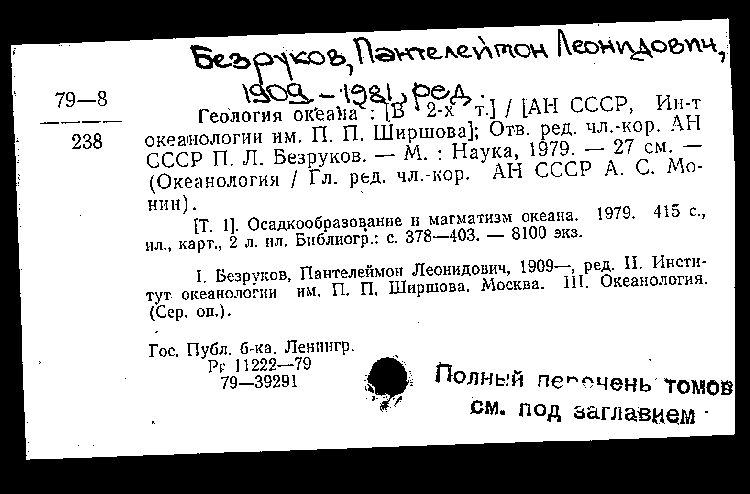 Безруков, Пантелеймон Леонидович,
1909–1981, ред.
79—8
238
Геология океана : [В 2-х т.] / [АН СССР, Ин-т
океанологии им. П. П. Ширшова]; Отв. ред. чл.-кор. АН
СССР П. Л. Безруков. — М. : Наука, 1979. — 27 см. —
(Океанология / Гл. ред. чл.-кор. АН СССР А. С. Мо-
нин).
[Т. 1]. Осадкообразование и магматизм океана. 1979. 415 с.,
ил., карт., 2 л. ил. Библиогр.: с. 378—403. — 8100 экз.
I. Безруков, Пантелеймон Леонидович, 1909—, ред. II. Инсти-
тут океанологии им. П. П. Ширшова. Москва. III. Океанология.
(Сер. оп.).
Гос. Публ. б-ка. Ленингр.
Рг 11222—79
79—39291
Полный перечень томов
см. под заглавием